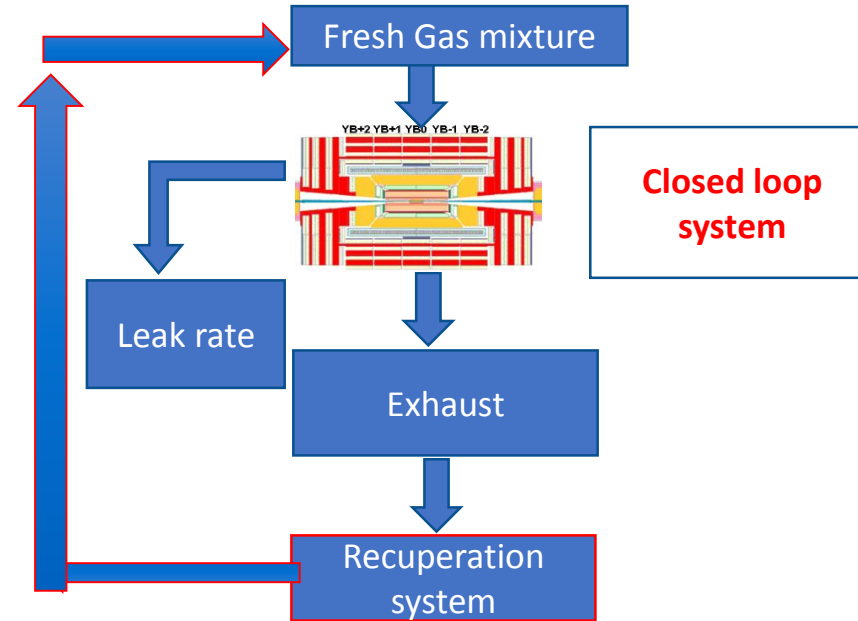 Fresh Gas mixture
YB+2 YB+1 YB0 YB-1 YB-2
Closed loop
system
Leak rate
Exhaust
Recuperation
system